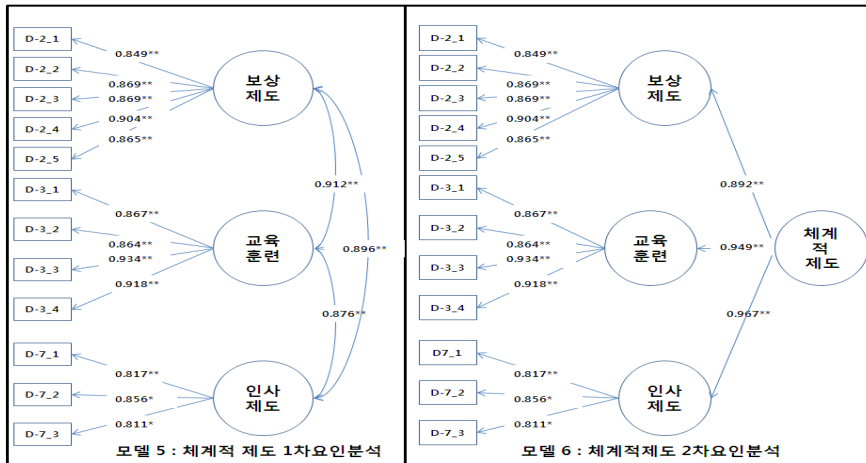 D-2_1
0.849**
D-2_2
0.869**
D-2_3
0.869**
D-2_4
0.904**
D-2_5
0.865**
보상
제도
D-3_1
0.867**
D-3_2
0.864**
D-3_3
0.934**
D-3_4
0.918**
교육
훈련
D-7_1
0.817**
D-7_2
0.856*
D-7_3
0.811*
인사
제도
0.912**
0.896**
0.876**
모델 5 : 체계적 제도 1차요인분석
D-2_1
0.849**
D-2_2
0.869**
D-2_3
0.869**
D-2_4
0.904**
D-2_5
0.865**
보상
제도
D-3_1
0.867**
D-3_2
0.864**
D-3_3
0.934**
D-3_4
0.918**
교육
훈련
D7_1
0.817**
D-7_2
0.856*
D-7_3
0.811*
인사
제도
0.892**
0.949**
0.967**
체계
적
제도
모델 6 : 체계적제도 2차요인분석